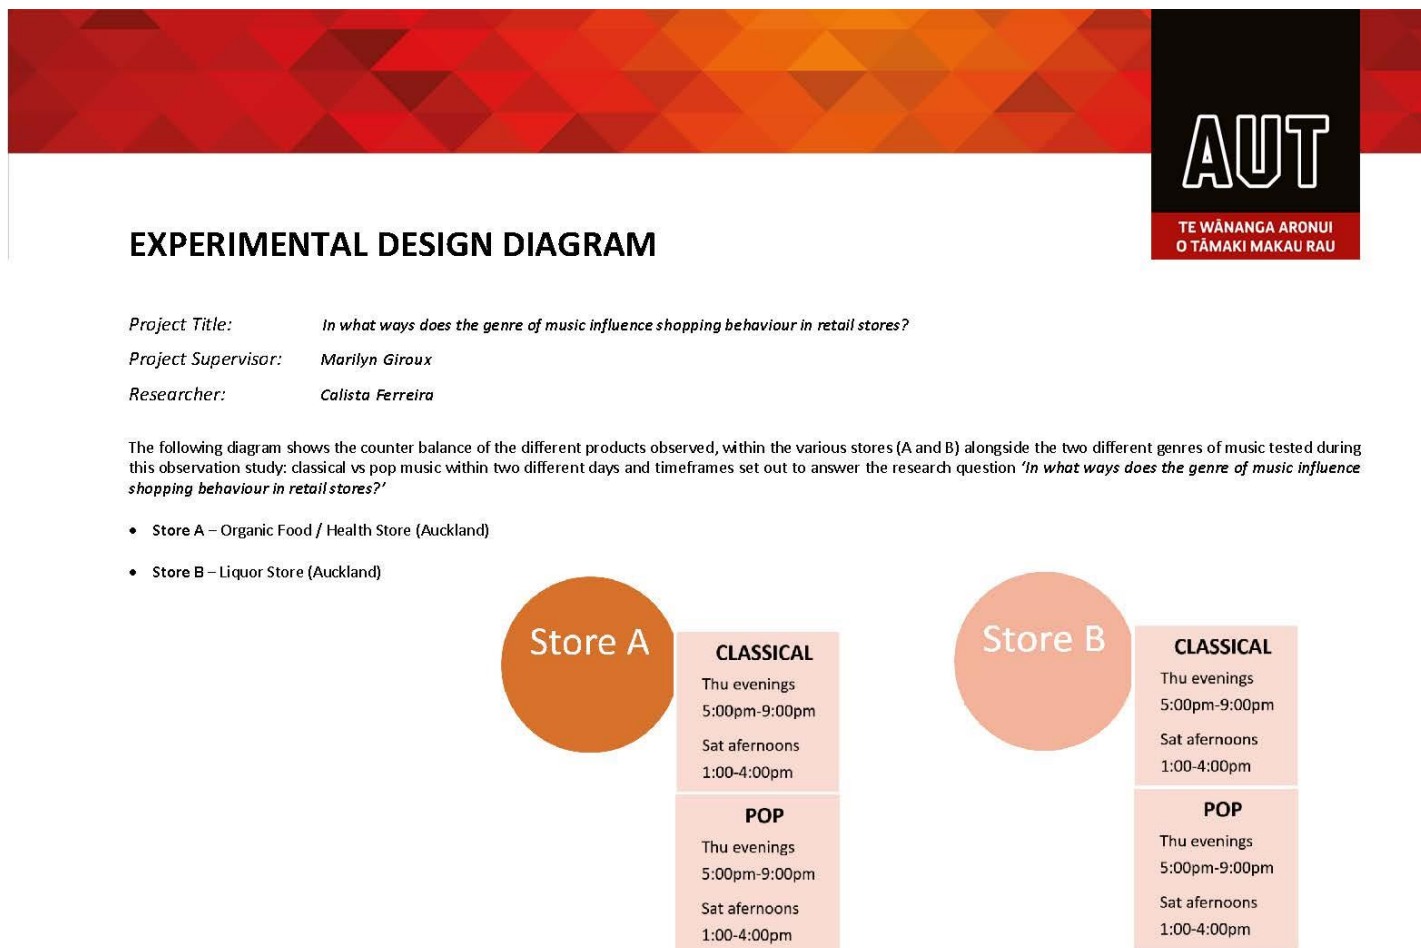 AUT
TE WĀNANGA ARONUI
O TĀMAKI MAKAU RAU
EXPERIMENTAL DESIGN DIAGRAM
Project Title: In what ways does the genre of music influence shopping behaviour in retail stores?
Project Supervisor: Marilyn Giroux
Researcher: Calista Ferreira
The following diagram shows the counter balance of the different products observed, within the various stores (A and B) alongside the two different genres of music tested during
this observation study: classical vs pop music within two different days and timeframes set out to answer the research question ‘In what ways does the genre of music influence
shopping behaviour in retail stores?’
• Store A – Organic Food / Health Store (Auckland)
• Store B – Liquor Store (Auckland)
Store A
CLASSICAL
Thu evenings
5:00pm-9:00pm
Sat afernoons
1:00-4:00pm
POP
Thu evenings
5:00pm-9:00pm
Sat afernoons
1:00-4:00pm
Store B
CLASSICAL
Thu evenings
5:00pm-9:00pm
Sat afernoons
1:00-4:00pm
POP
Thu evenings
5:00pm-9:00pm
Sat afernoons
1:00-4:00pm